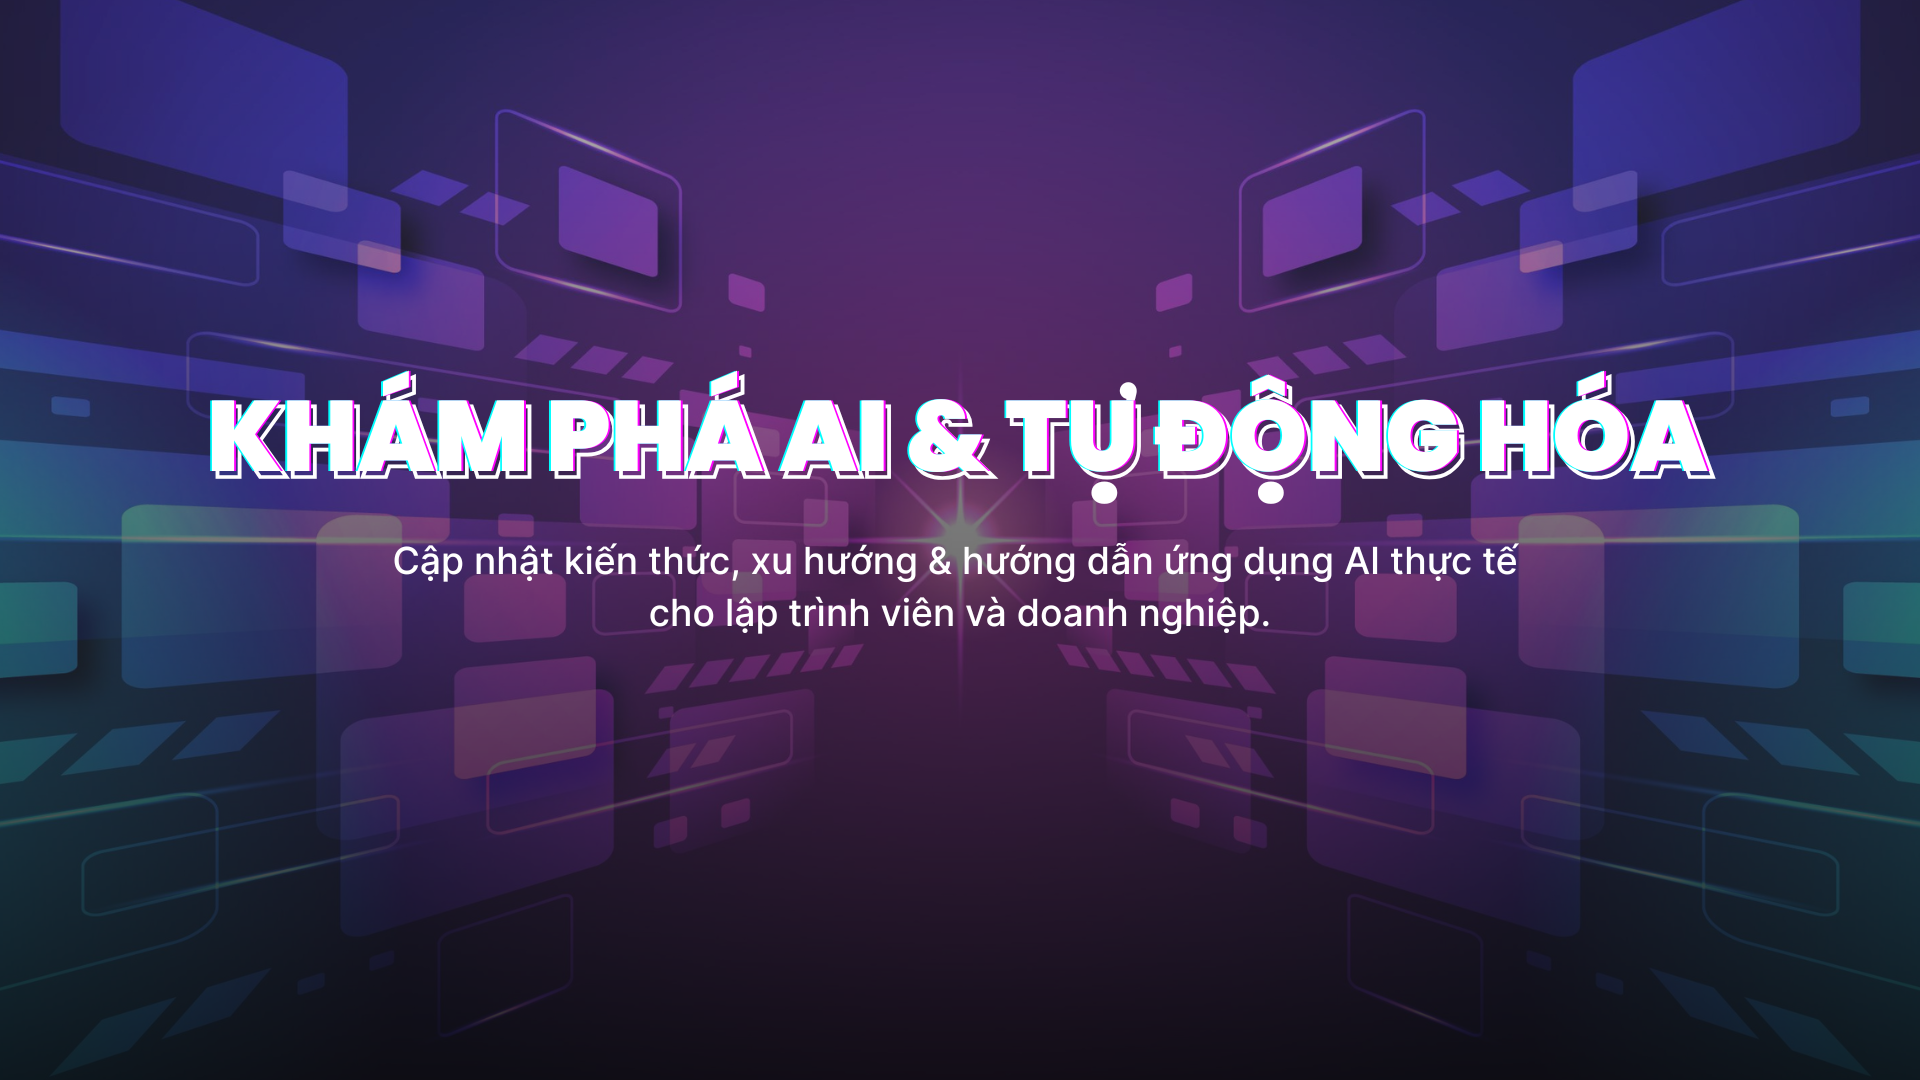 KHÁM PHÁ AI & TỰ ĐỘNG HÓA
Cập nhật kiến thức, xu hướng & hướng dẫn ứng dụng AI thực tế
cho lập trình viên và doanh nghiệp.